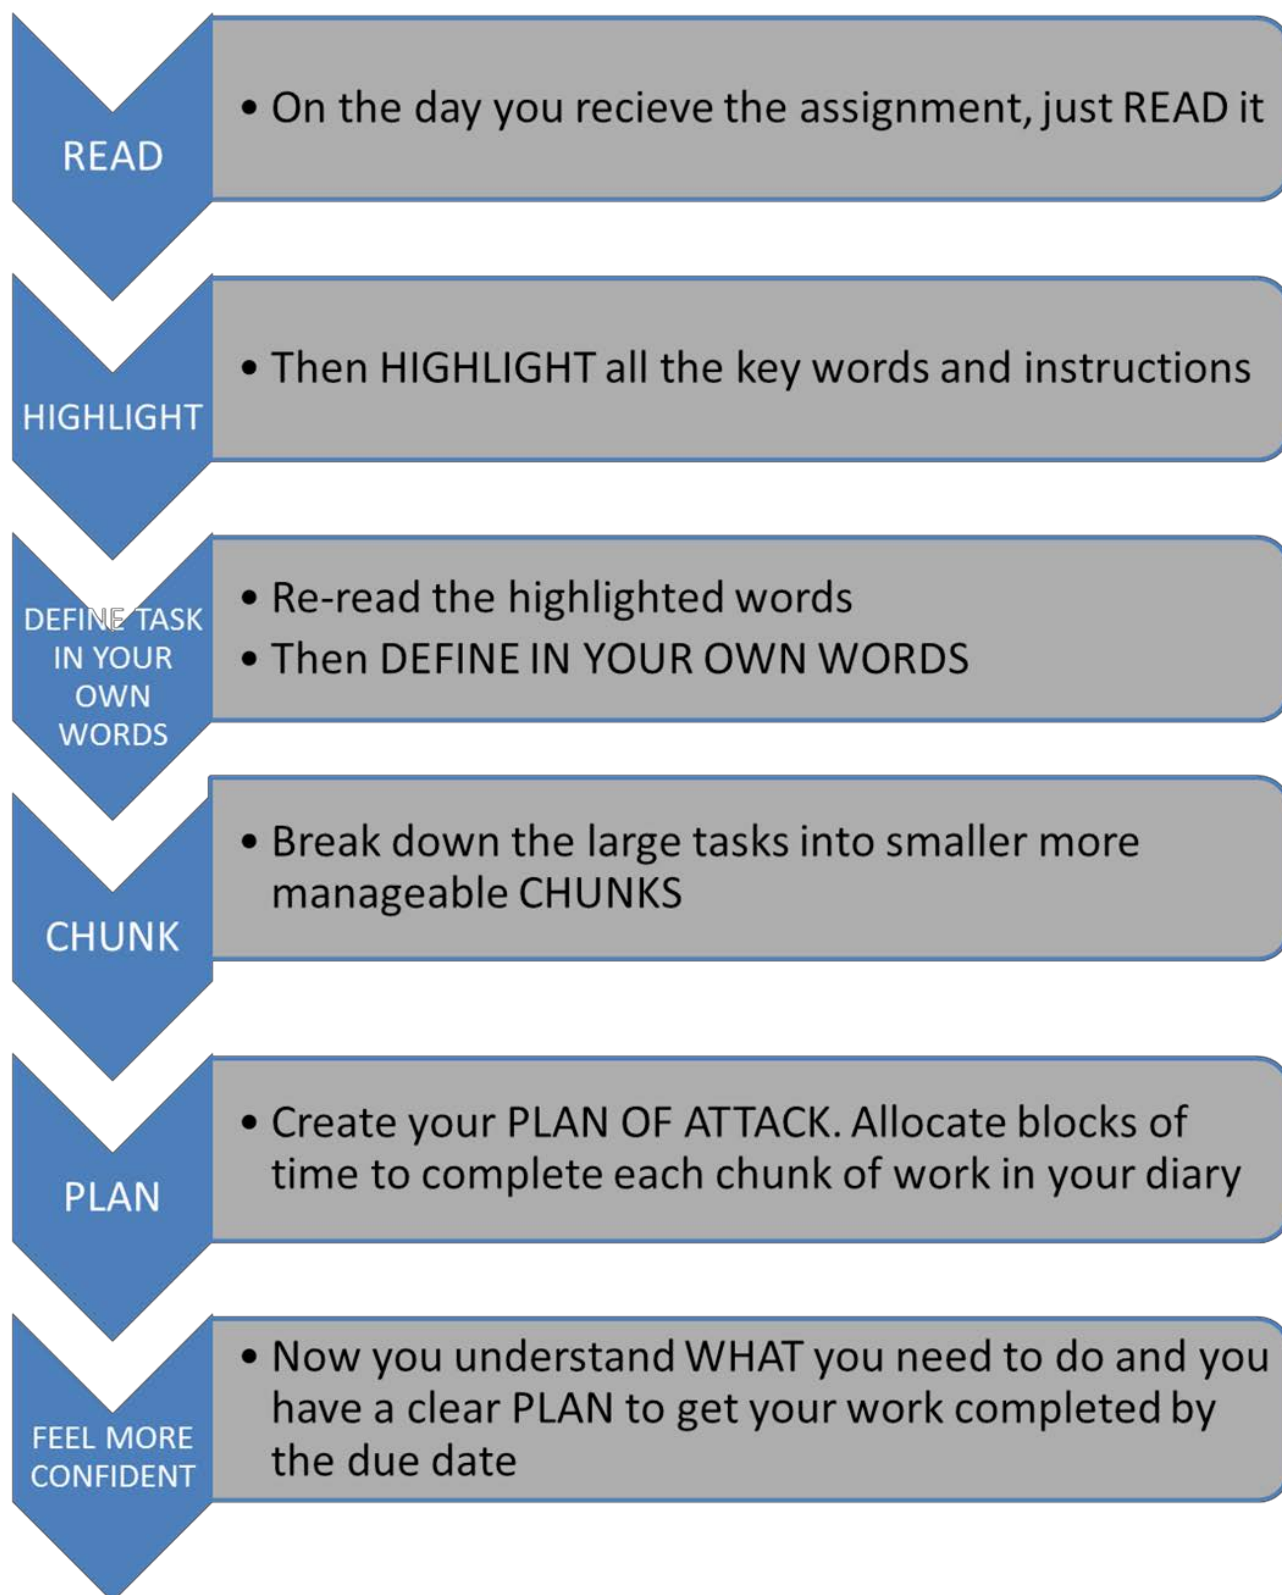 READ
• On the day you recieve the assignment, just READ it
HIGHLIGHT
• Then HIGHLIGHT all the key words and instructions
DEFINE TASK
IN YOUR
OWN
WORDS
• Re-read the highlighted words
• Then DEFINE IN YOUR OWN WORDS
CHUNK
• Break down the large tasks into smaller more
manageable CHUNKS
PLAN
• Create your PLAN OF ATTACK. Allocate blocks of
time to complete each chunk of work in your diary
FEEL MORE
CONFIDENT
• Now you understand WHAT you need to do and you
have a clear PLAN to get your work completed by
the due date